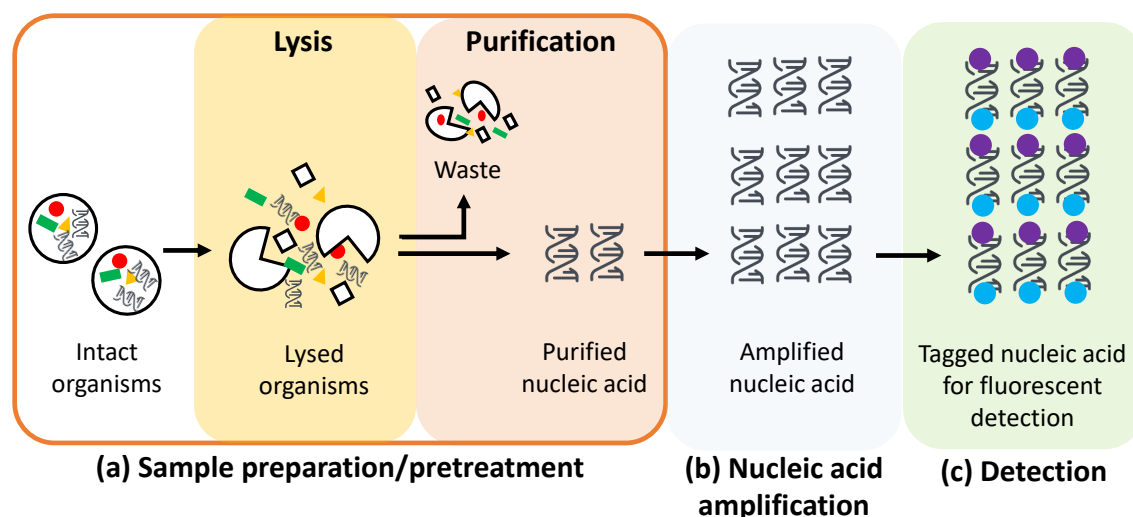 Lysis
Purification
Waste
Intact
organisms
Lysed
organisms
Purified
nucleic acid
Amplified
nucleic acid
Tagged nucleic acid
for fluorescent
detection
(a) Sample preparation/pretreatment
(b) Nucleic acid
amplification
(c) Detection